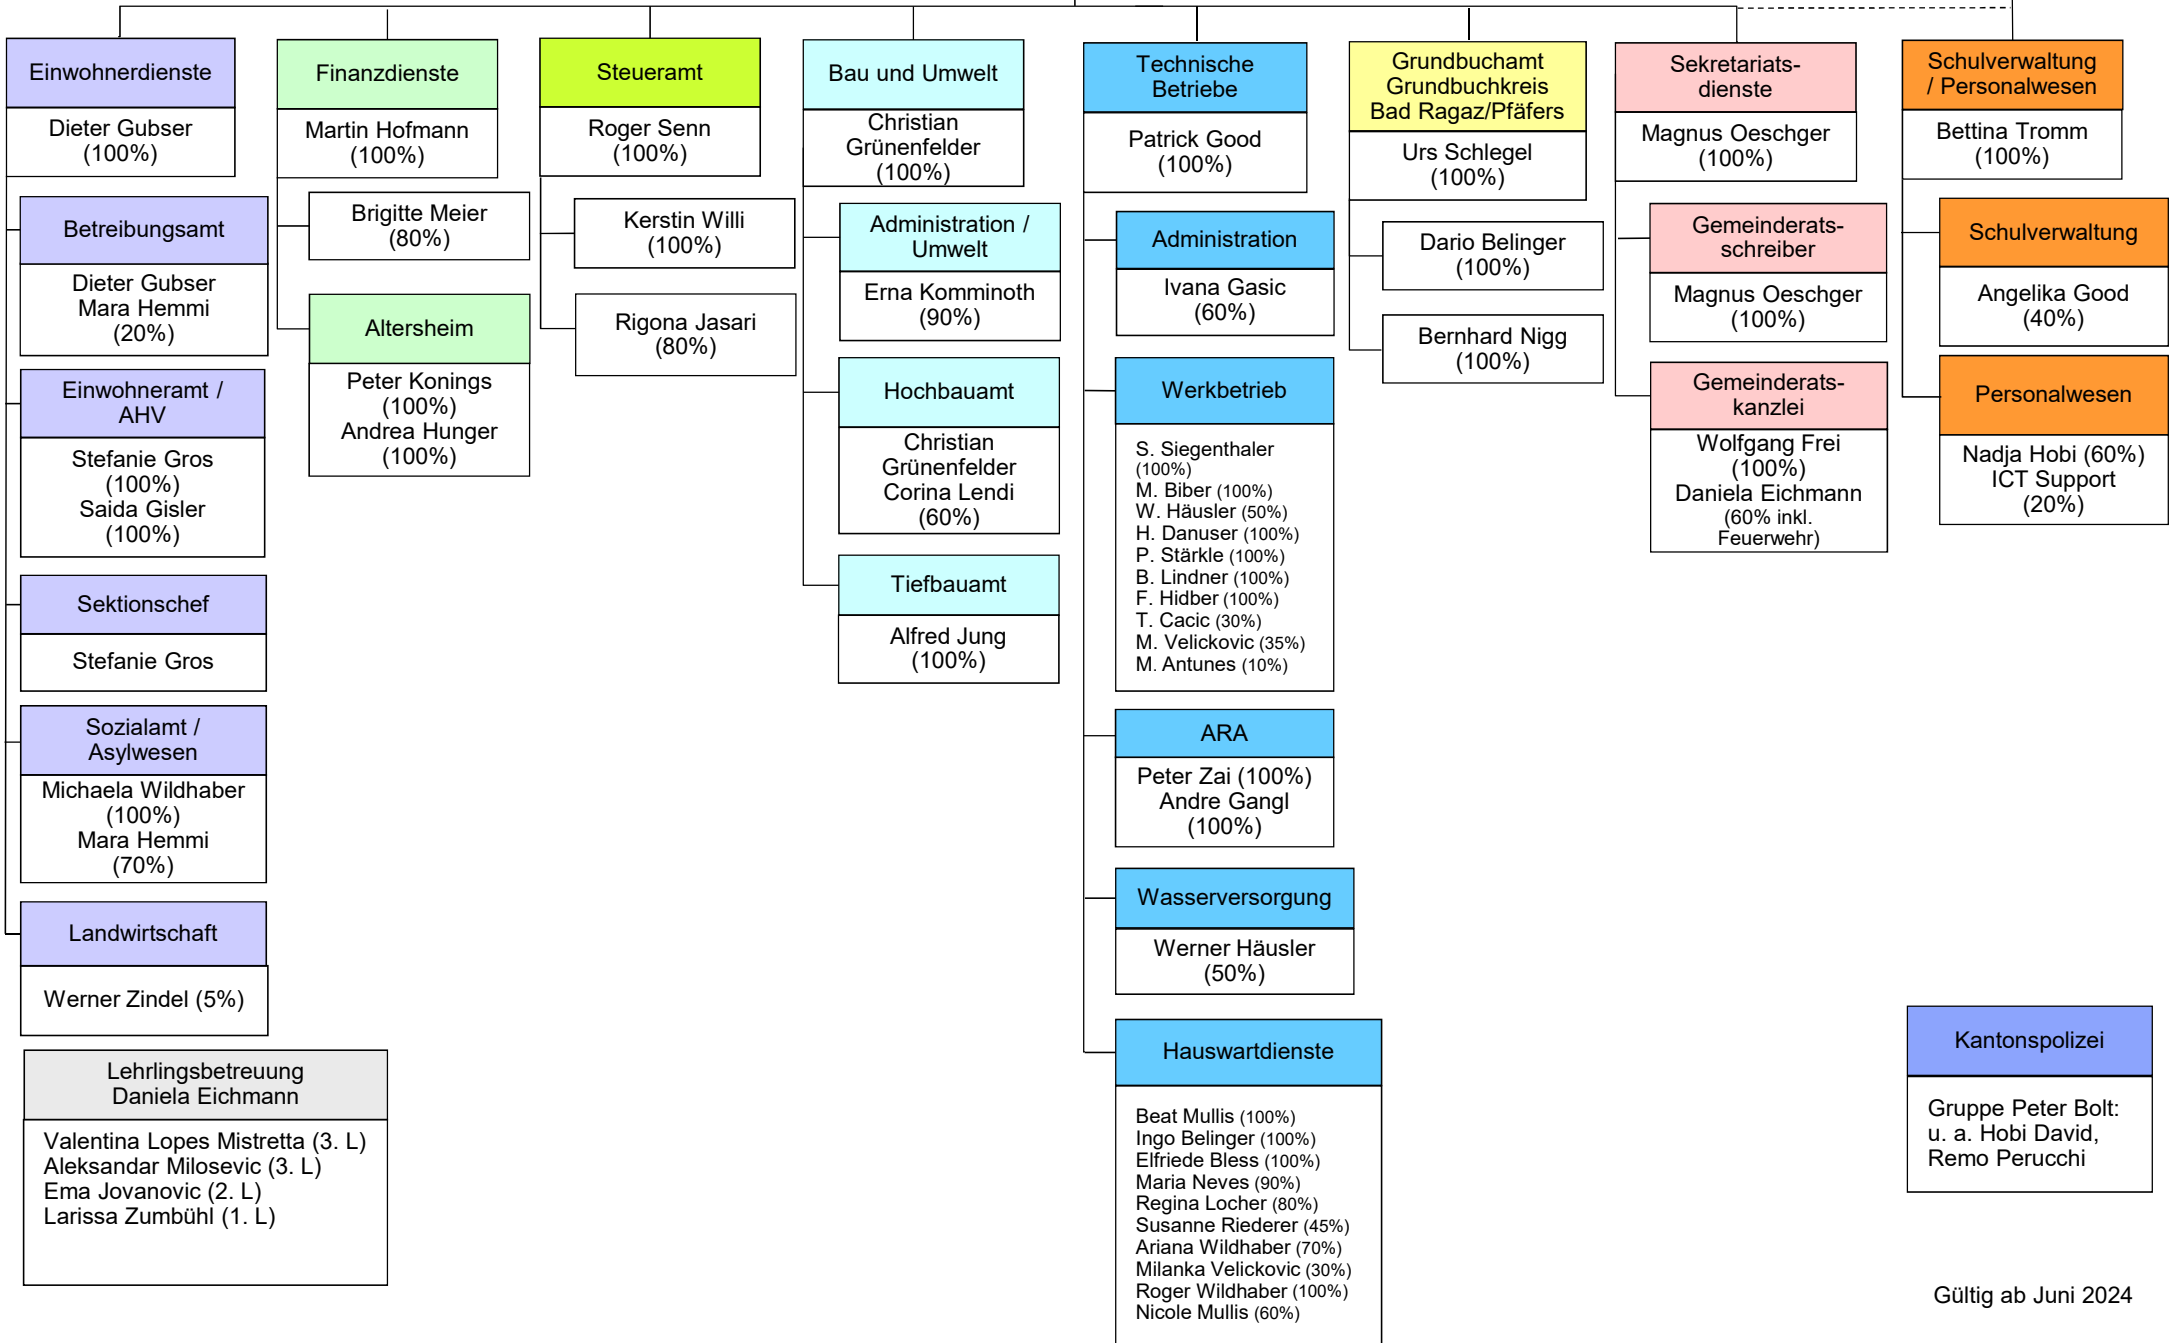 Einwohnerdienste
Dieter Gubser
(100%)
Betreibungsamt
Dieter Gubser
Mara Hemmi
(20%)
Einwohneramt /
AHV
Stefanie Gros
(100%)
Saida Gisler
(100%)
Sektionschef
Stefanie Gros
Sozialamt /
Asylwesen
Michaela Wildhaber
(100%)
Mara Hemmi
(70%)
Landwirtschaft
Werner Zindel (5%)
Lehrlingsbetreuung
Daniela Eichmann
Valentina Lopes Mistretta (3. L)
Aleksandar Milosevic (3. L)
Ema Jovanovic (2. L)
Larissa Zumbühl (1. L)
Finanzdienste
Martin Hofmann
(100%)
Brigitte Meier
(80%)
Altersheim
Peter Konings
(100%)
Andrea Hunger
(100%)
Steueramt
Roger Senn
(100%)
Kerstin Willi
(100%)
Rigona Jasari
(80%)
Bau und Umwelt
Christian
Grünenfelder
(100%)
Administration /
Umwelt
Erna Komminoth
(90%)
Hochbauamt
Christian
Grünenfelder
Corina Lendi
(60%)
Tiefbauamt
Alfred Jung
(100%)
Technische
Betriebe
Patrick Good
(100%)
Administration
Ivana Gasic
(60%)
Werkbetrieb
S. Siegenthaler
(100%)
M. Biber (100%)
W. Häusler (50%)
H. Danuser (100%)
P. Stärkle (100%)
B. Lindner (100%)
F. Hidber (100%)
T. Cacic (30%)
M. Velickovic (35%)
M. Antunes (10%)
ARA
Peter Zai (100%)
Andre Gangl
(100%)
Wasserversorgung
Werner Häusler
(50%)
Hauswartdienste
Beat Mullis (100%)
Ingo Belinger (100%)
Elfriede Bless (100%)
Maria Neves (90%)
Regina Locher (80%)
Susanne Riederer (45%)
Ariana Wildhaber (70%)
Milanka Velickovic (30%)
Roger Wildhaber (100%)
Nicole Mullis (60%)
Grundbuchamt
Grundbuchkreis
Bad Ragaz/Pfäfers
Urs Schlegel
(100%)
Dario Belinger
(100%)
Bernhard Nigg
(100%)
Sekretariats-
dienste
Magnus Oeschger
(100%)
Gemeinderats-
schreiber
Magnus Oeschger
(100%)
Gemeinderats-
kanzlei
Wolfgang Frei
(100%)
Daniela Eichmann
(60% inkl.
Feuerwehr)
Schulverwaltung
/ Personalwesen
Bettina Tromm
(100%)
Schulverwaltung
Angelika Good
(40%)
Personalwesen
Nadja Hobi (60%)
ICT Support
(20%)
Kantonspolizei
Gruppe Peter Bolt:
u. a. Hobi David,
Remo Perucchi
Gültig ab Juni 2024